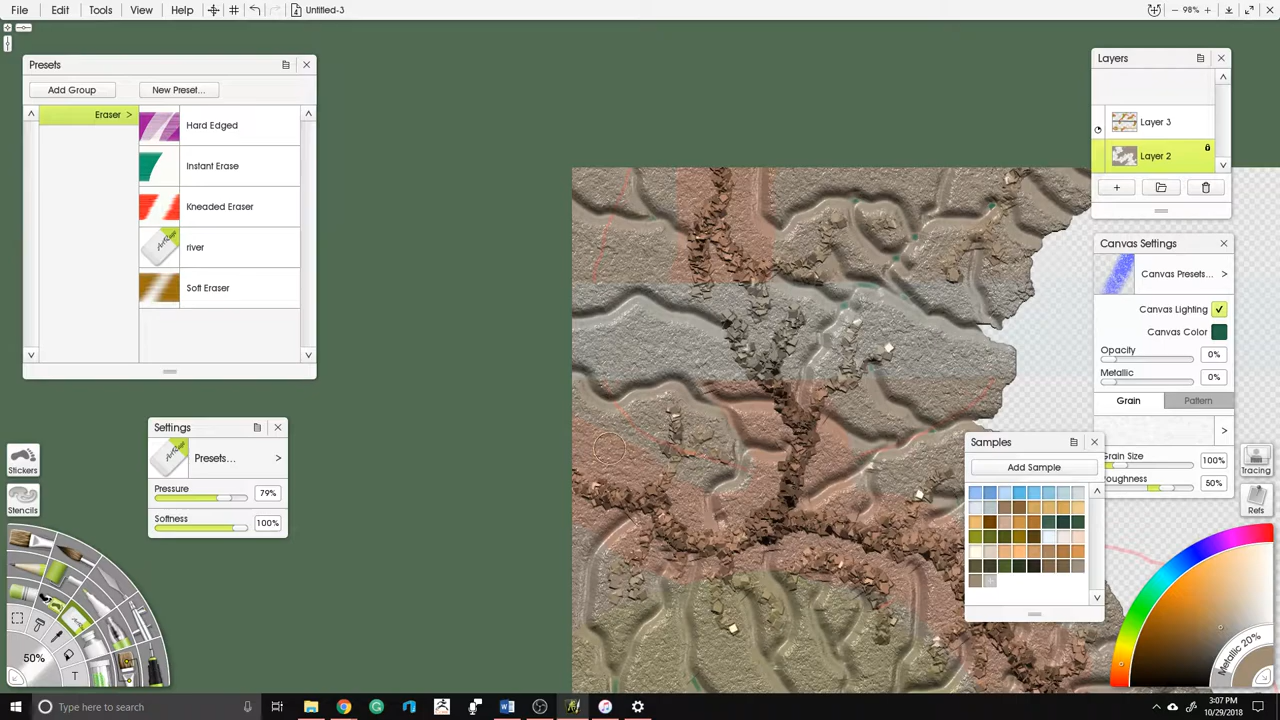 File Edit Tools View Untitled-3 98%
Presets
Add Group New Preset...
Eraser >
Hard Edged
Instant Erase
Kneaded Eraser
river
Soft Eraser
Settings
Presets...
Pressure
79%
Softness
100%
Stickers
Stencils
50%
T
Layers
Layer 3
Layer 2
Canvas Settings
Canvas Presets...
Canvas Lighting
Canvas Color
Opacity
0%
Metallic
0%
Grain Pattern
Grain Size
100%
Roughness
50%
Samples
Add Sample
Tracing
Refs
Metallic 20%
Type here to search
3:07 PM
10/29/2018